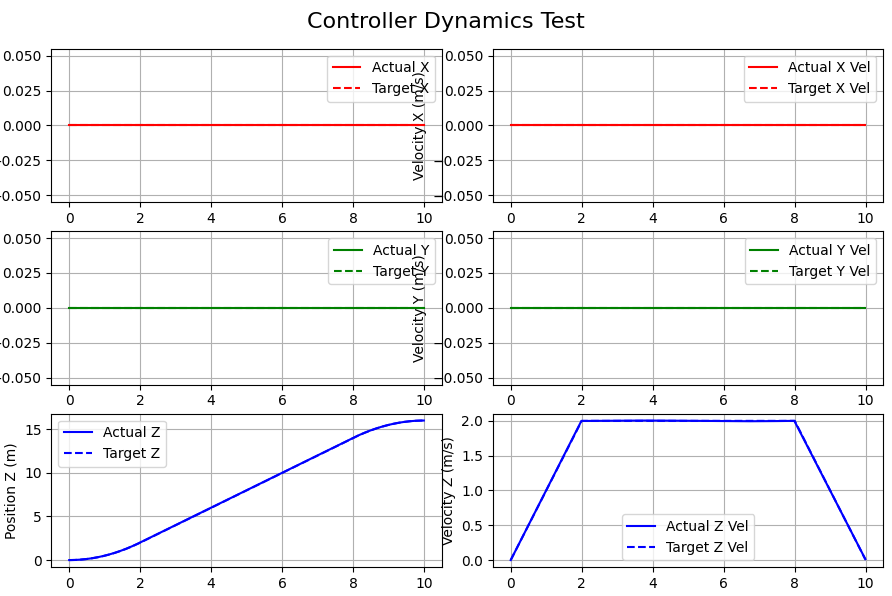 Controller Dynamics Test
0.050
0.025
0.000
-0.025
-0.050
Actual X
Target X
0 2 4 6 8 10
Velocity X (m/s)
0.050
0.025
0.000
−0.025
−0.050
Actual X Vel
Target X Vel
0 2 4 6 8 10
0.050
0.025
0.000
-0.025
-0.050
Actual Y
Target Y
0 2 4 6 8 10
Velocity Y (m/s)
0.050
0.025
0.000
−0.025
−0.050
Actual Y Vel
Target Y Vel
0 2 4 6 8 10
Position Z (m)
15
10
5
0
Actual Z
Target Z
0 2 4 6 8 10
Velocity Z (m/s)
2.0
1.5
1.0
0.5
0.0
Actual Z Vel
Target Z Vel
0 2 4 6 8 10